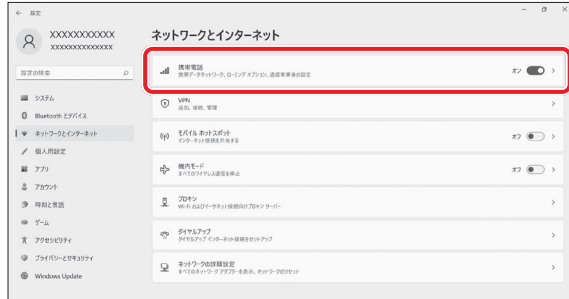 ← 設定
XXXXXXXXXXX
XXXXXXXXXXXXX
設定の検索
システム
Bluetooth とデバイス
ネットワークとインターネット
個人用設定
アプリ
アカウント
時刻と言語
ゲーム
アクセシビリティ
プライバシーとセキュリティ
Windows Update
ネットワークとインターネット
携帯電話
携帯データネットワーク、ローミング オプション、通信事業者の設定
オン
VPN
追加、接続、管理
モバイル ホットスポット
インターネット接続を共有する
オフ
機内モード
すべてのワイヤレス通信を停止
オフ
プロキシ
Wi-Fi およびイーサネット接続向けプロキシ サーバー
ダイヤルアップ
ダイヤルアップ インターネット接続をセットアップ
ネットワークの詳細設定
すべてのネットワーク アダプターを表示、ネットワークのリセット